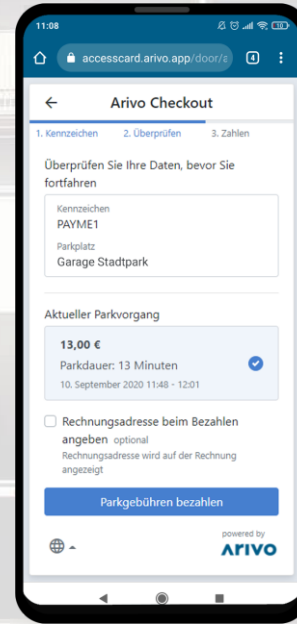 11:08
accesscard.arivo.app/door/e
4
Arivo Checkout
1. Kennzeichen 2. Überprüfen 3. Zahlen
Überprüfen Sie Ihre Daten, bevor Sie
fortfahren
Kennzeichen
PAYME1
Parkplatz
Garage Stadtpark
Aktueller Parkvorgang
13,00 €
Parkdauer: 13 Minuten
10. September 2020 11:48 - 12:01
Rechnungsadresse beim Bezahlen
angeben optional
Rechnungsadresse wird auf der Rechnung
angezeigt
Parkgebühren bezahlen
powered by
ARIVO